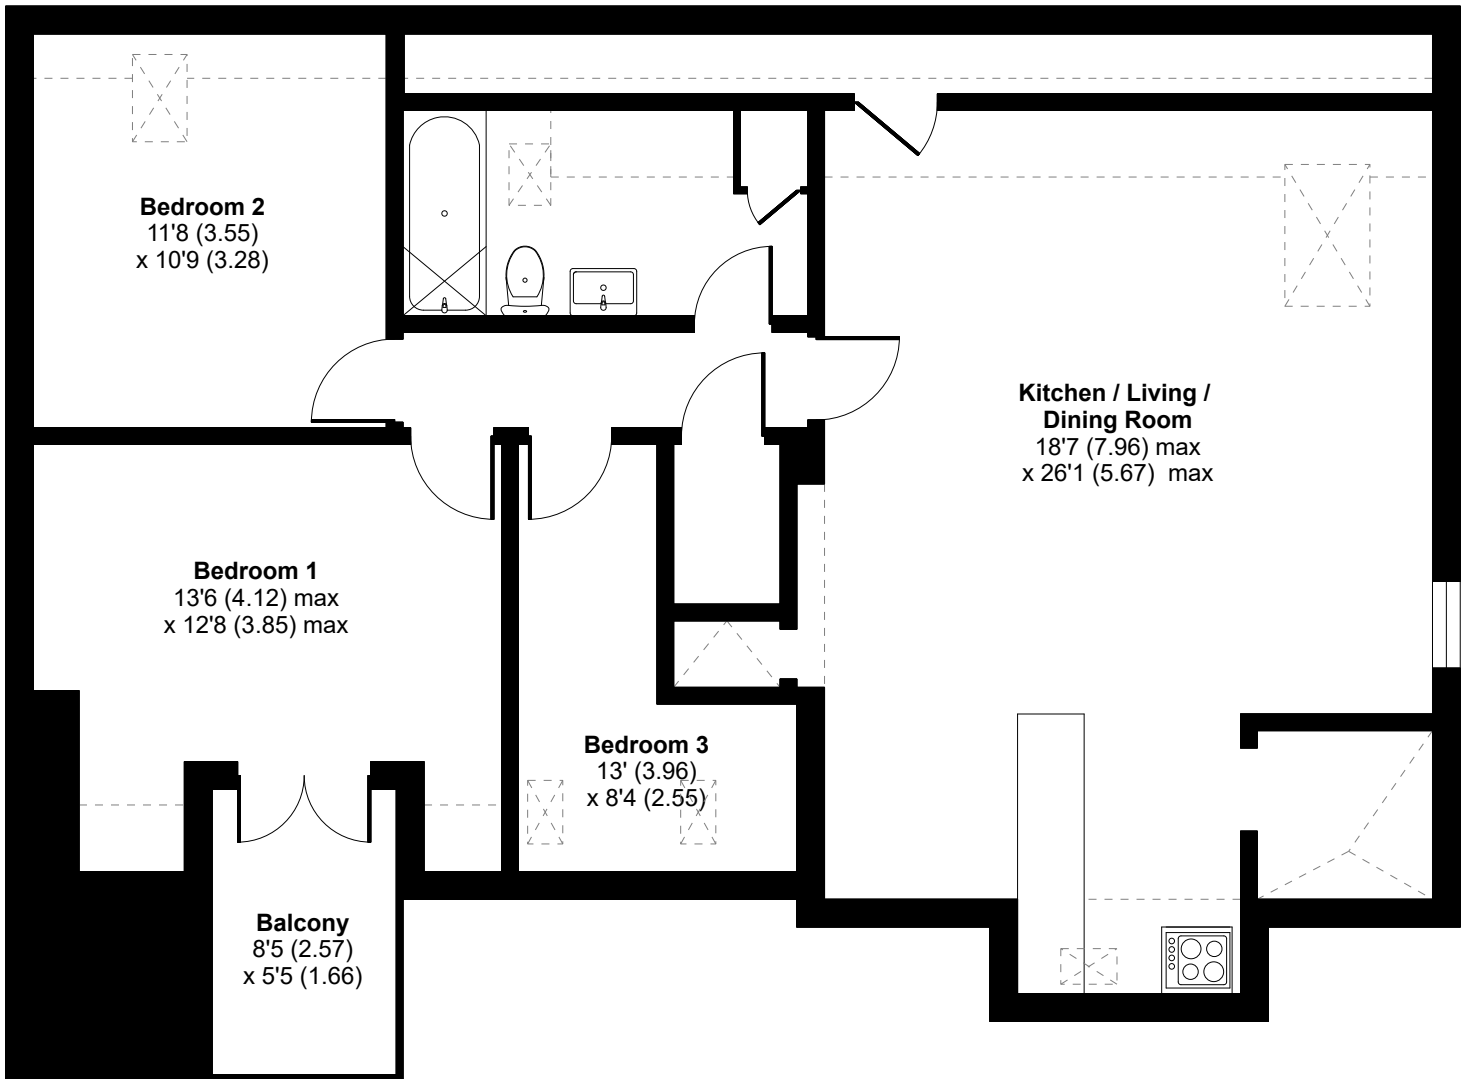 Bedroom 2
11'8 (3.55)
x 10'9 (3.28)
Kitchen / Living /
Dining Room
18'7 (7.96) max
x 26'1 (5.67) max
Bedroom 1
13'6 (4.12) max
x 12'8 (3.85) max
Bedroom 3
13' (3.96)
x 8'4 (2.55)
Balcony
8'5 (2.57)
x 5'5 (1.66)